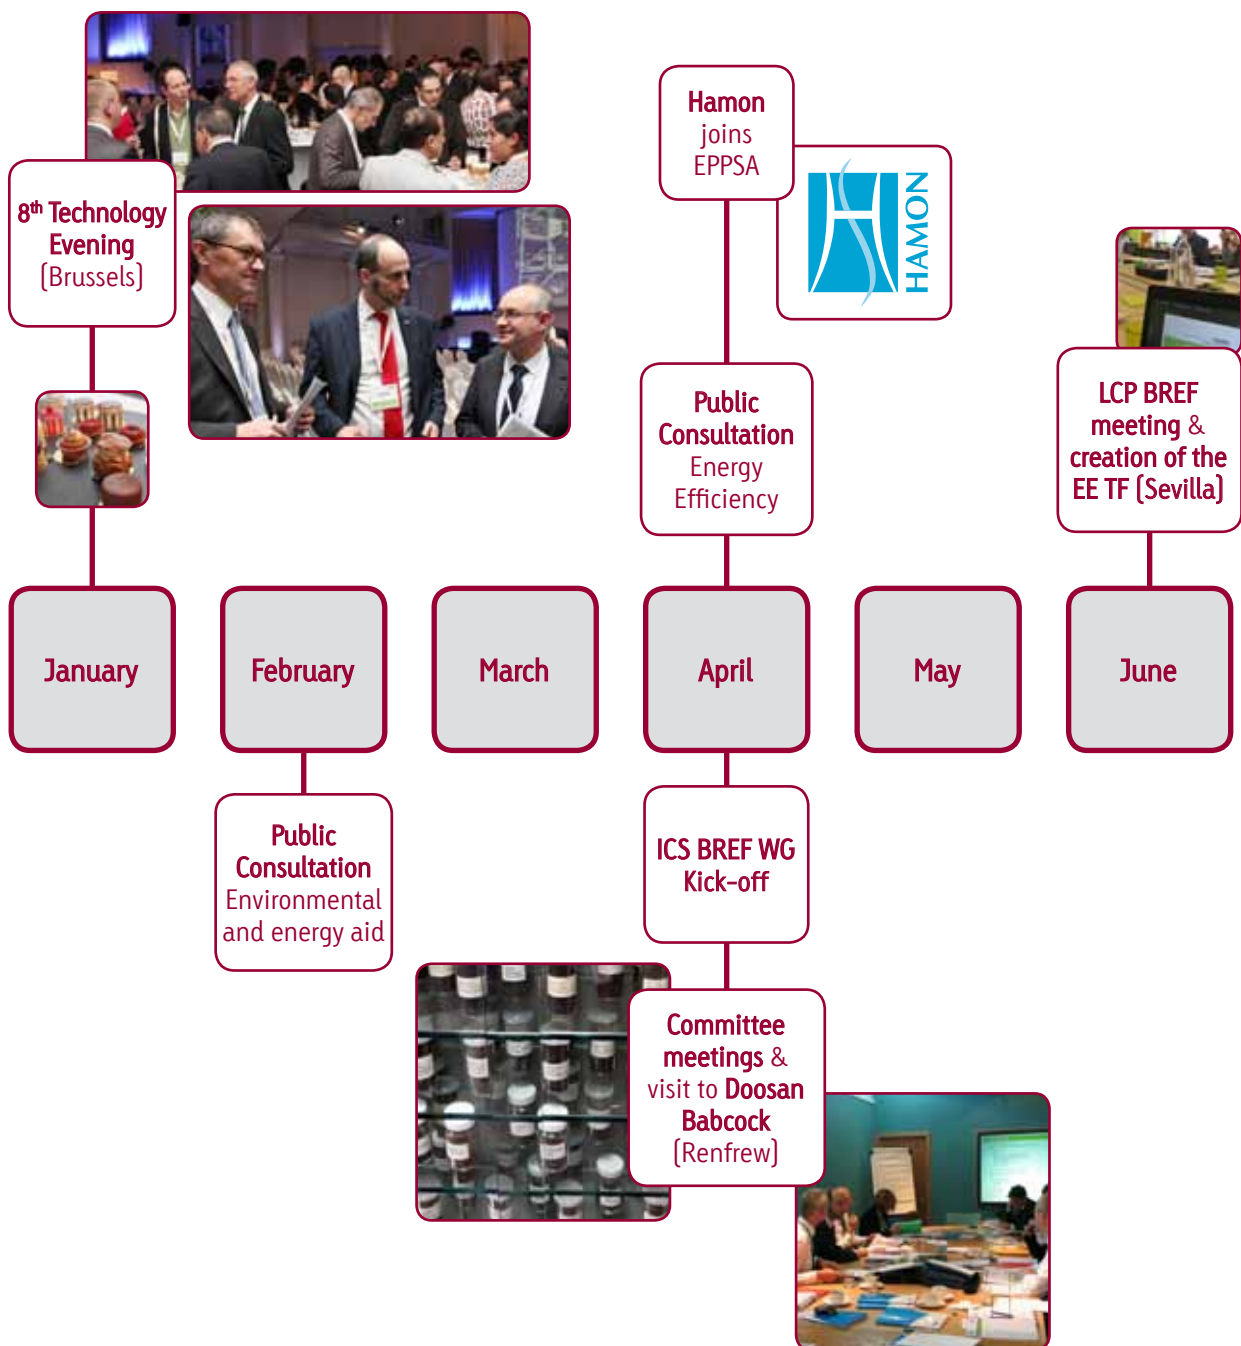 8th Technology
Evening
(Brussels)
Hamon
joins
EPPSA
HAMON
Public
Consultation
Energy
Efficiency
LCP BREF
meeting &
creation of the
EE TF (Sevilla)
January
February
March
April
May
June
Public
Consultation
Environmental
and energy aid
ICS BREF WG
Kick-off
Committee
meetings &
visit to Doosan
Babcock
(Renfrew)